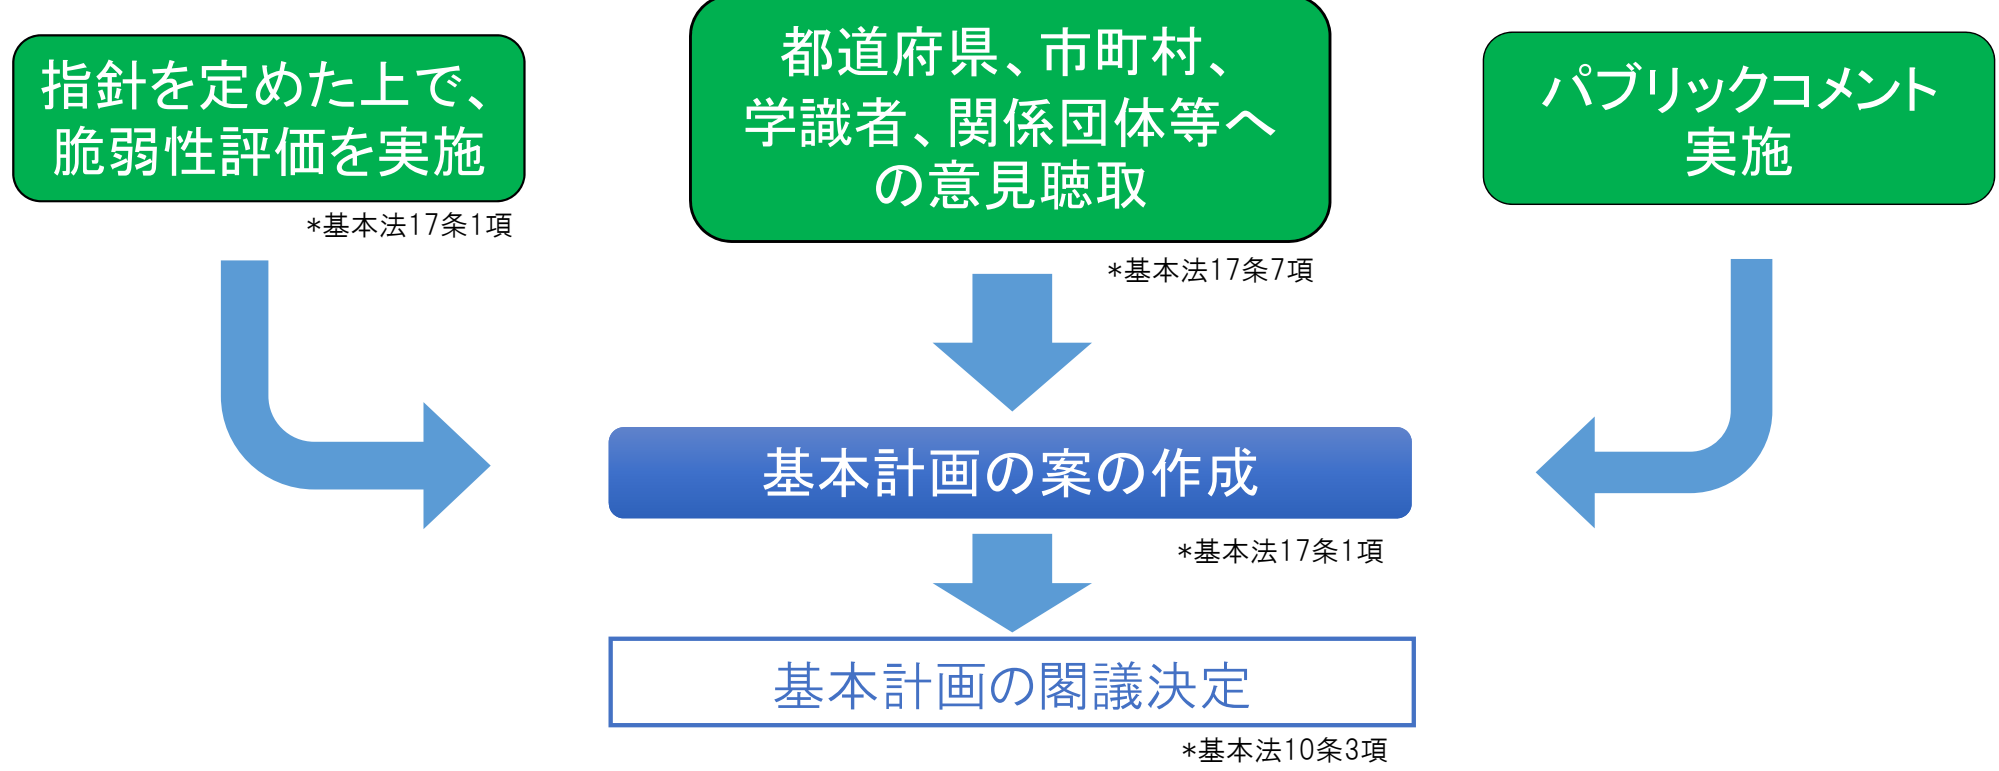 指針を定めた上で、
脆弱性評価を実施
*基本法17条1項
都道府県、市町村、
学識者、関係団体等へ
の意見聴取
*基本法17条7項
パブリックコメント
実施
基本計画の案の作成
*基本法17条1項
基本計画の閣議決定
*基本法10条3項